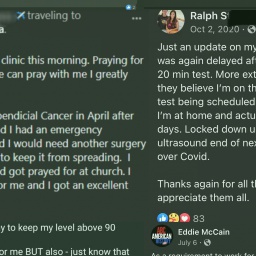 ✈️traveling to
a.
clinic this morning. Praying for
e can pray with me I greatly
pendicial Cancer in April after
d I had an emergency
d I would need another surgery
to keep it from spreading. I
d got prayed for at church. I
or me and I got an excellent
y to keep my level above 90
or me BUT also - just know that
Ralph S
Oct 2, 2020
Just an update on my
was again delayed aft
20 min test. More ext
they believe I'm on th
test being scheduled
I'm at home and actu
days. Locked down u
ultrasound end of nex
over Covid.
Thanks again for all t
appreciate them all.
83
Eddie McCain
July 6